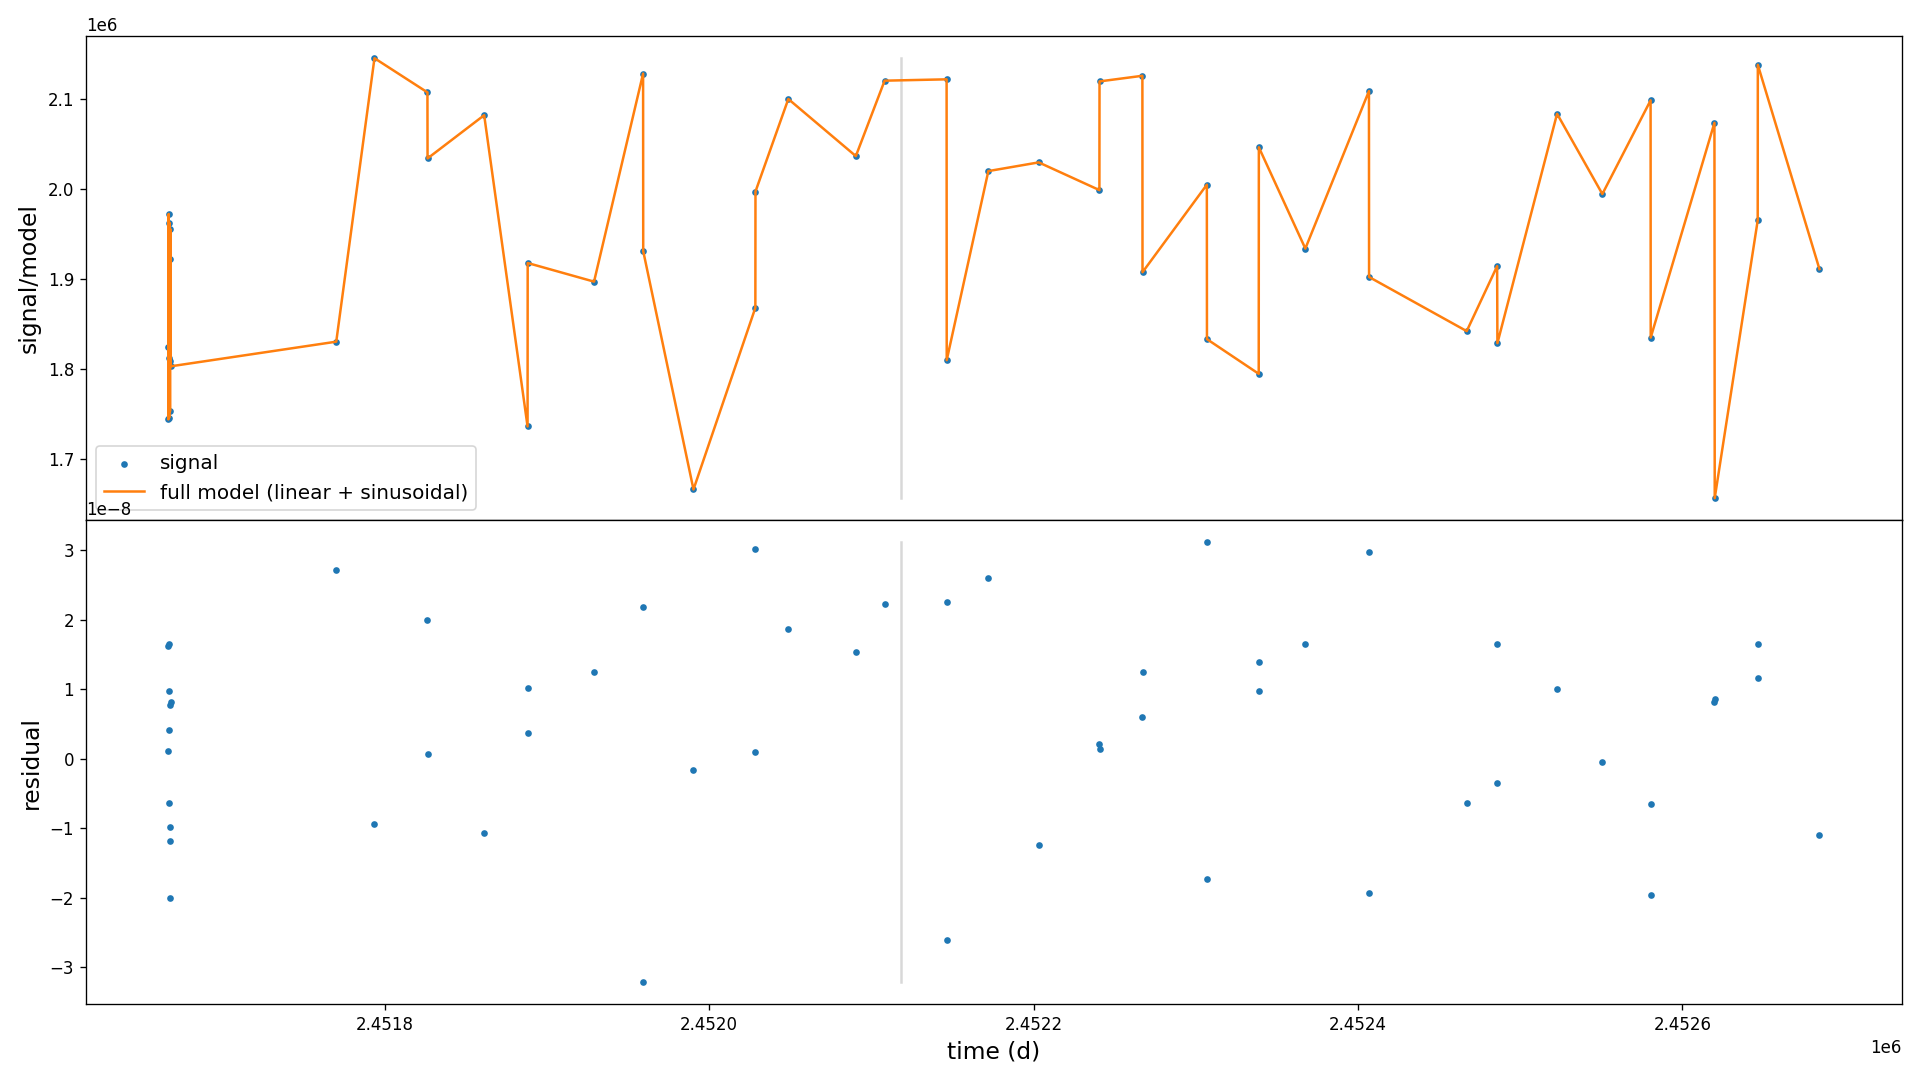 1e6
2.1
2.0
1.9
1.8
1.7
signal/model
signal
full model (linear + sinusoidal)
1e−8
3
2
1
0
−1
−2
−3
residual
2.4518
2.4520
2.4522
2.4524
2.4526
time (d)
1e6